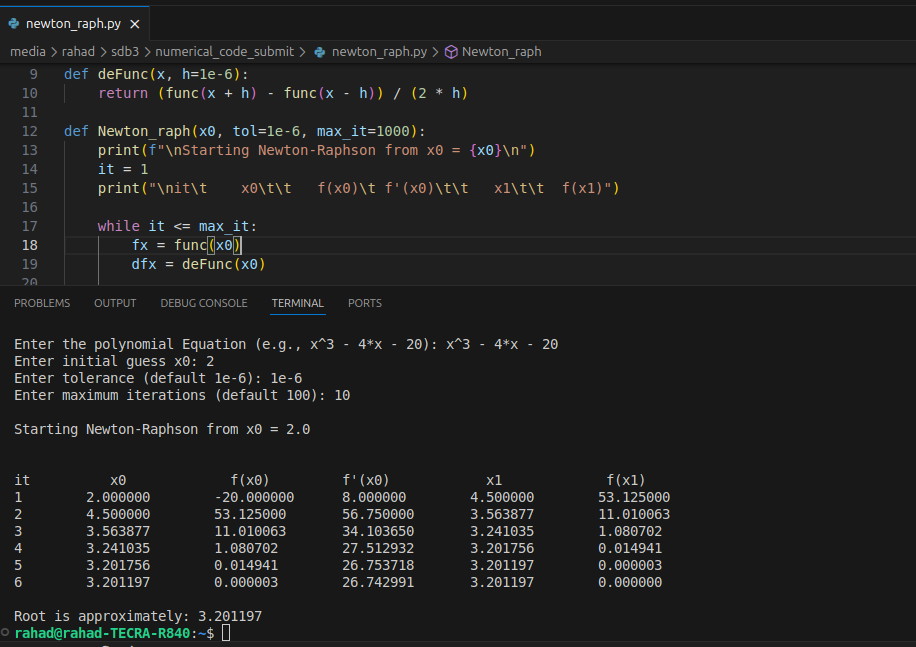 newton_raph.py
media > rahad > sdb3 > numerical_code_submit > newton_raph.py > Newton_raph
9 def deFunc(x, h=1e-6):
10 return (func(x + h) - func(x - h)) / (2 * h)
11
12 def Newton_raph(x0, tol=1e-6, max_it=1000):
13 print(f"\nStarting Newton-Raphson from x0 = {x0}\n")
14 it = 1
15 print("\nit\t    x0\t\t   f(x0)\t f'(x0)\t\t   x1\t\t  f(x1)")
16
17 while it <= max_it:
18 fx = func(x0)
19 dfx = deFunc(x0)
20
PROBLEMS OUTPUT DEBUG CONSOLE TERMINAL PORTS
Enter the polynomial Equation (e.g., x^3 - 4*x - 20): x^3 - 4*x - 20
Enter initial guess x0: 2
Enter tolerance (default 1e-6): 1e-6
Enter maximum iterations (default 100): 10
Starting Newton-Raphson from x0 = 2.0
it x0 f(x0) f'(x0) x1 f(x1)
1 2.000000 -20.000000 8.000000 4.500000 53.125000
2 4.500000 53.125000 56.750000 3.563877 11.010063
3 3.563877 11.010063 34.103650 3.241035 1.080702
4 3.241035 1.080702 27.512932 3.201756 0.014941
5 3.201756 0.014941 26.753718 3.201197 0.000003
6 3.201197 0.000003 26.742991 3.201197 0.000000
Root is approximately: 3.201197
rahad@rahad-TECRA-R840:~$